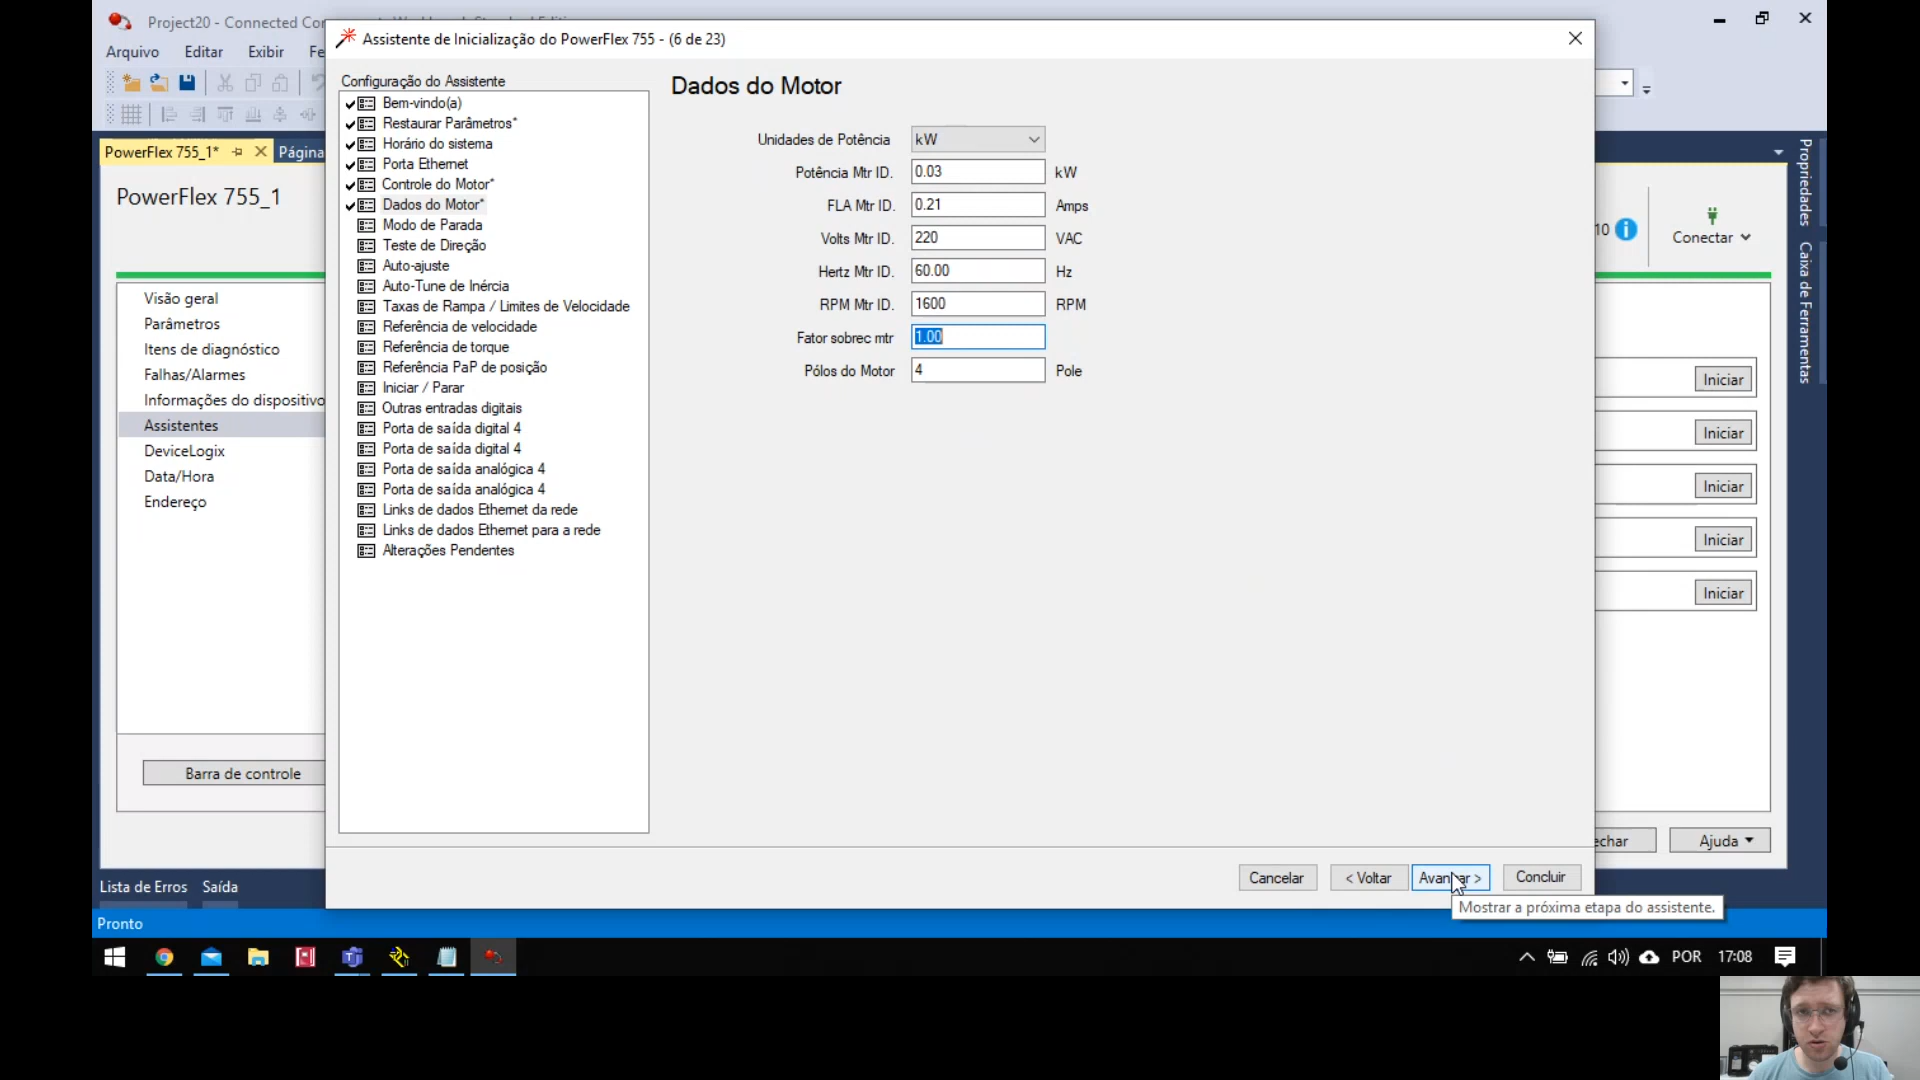 Project20 - Connected Co
Arquivo Editar Exibir Fe
PowerFlex 755_1* Página
PowerFlex 755_1
Visão geral
Parâmetros
Itens de diagnóstico
Falhas/Alarmes
Informações do dispositivo
Assistentes
DeviceLogix
Data/Hora
Endereço
Barra de controle
Lista de Erros Saída
Pronto
Assistente de Inicialização do PowerFlex 755 - (6 de 23)
Configuração do Assistente
Bem-vindo(a)
Restaurar Parâmetros*
Horário do sistema
Porta Ethernet
Controle do Motor*
Dados do Motor*
Modo de Parada
Teste de Direção
Auto-ajuste
Auto-Tune de Inércia
Taxas de Rampa / Limites de Velocidade
Referência de velocidade
Referência de torque
Referência PaP de posição
Iniciar / Parar
Outras entradas digitais
Porta de saída digital 4
Porta de saída digital 4
Porta de saída analógica 4
Porta de saída analógica 4
Links de dados Ethernet da rede
Links de dados Ethernet para a rede
Alterações Pendentes
Dados do Motor
Unidades de Potência kW
Potência Mtr ID. 0.03 kW
FLA Mtr ID. 0.21 Amps
Volts Mtr ID. 220 VAC
Hertz Mtr ID. 60.00 Hz
RPM Mtr ID. 1600 RPM
Fator sobrec mtr 1.00
Pólos do Motor 4 Pole
Cancelar < Voltar Avançar > Concluir
Mostrar a próxima etapa do assistente.
10 Conectar
Iniciar
Iniciar
Iniciar
Iniciar
Iniciar
echar Ajuda
Propriedades
Caixa de Ferramentas
POR 17:08